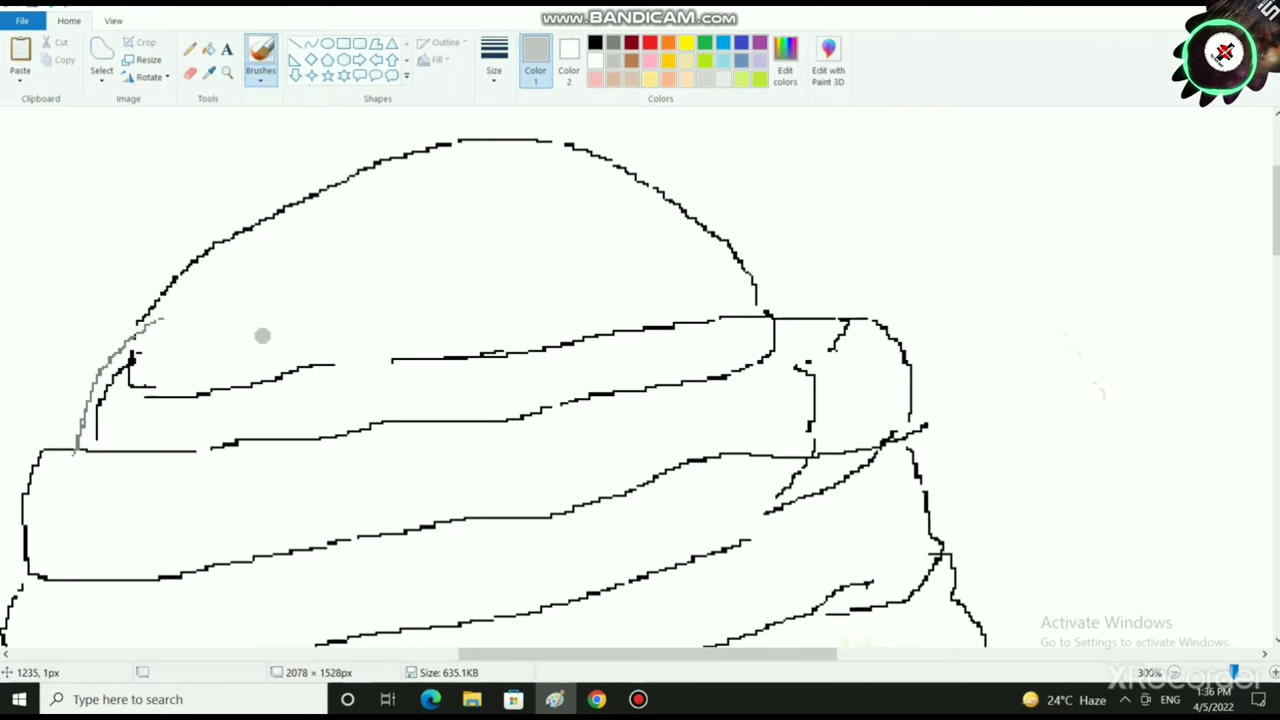 www.BANDICAM.com
File Home View
Paste
Cut
Copy
Clipboard
Select
Crop
Resize
Rotate
Image
Tools
Brushes
Shapes
Outline
Fill
Size
Color 1
Color 2
Colors
Edit colors
Edit with Paint 3D
Activate Windows
Go to Settings to activate Windows.
1235, 1px
2078 × 1528px
Size: 635.1KB
300%
XRecorder
Type here to search
24°C Haze
ENG
1:36 PM
4/5/2022